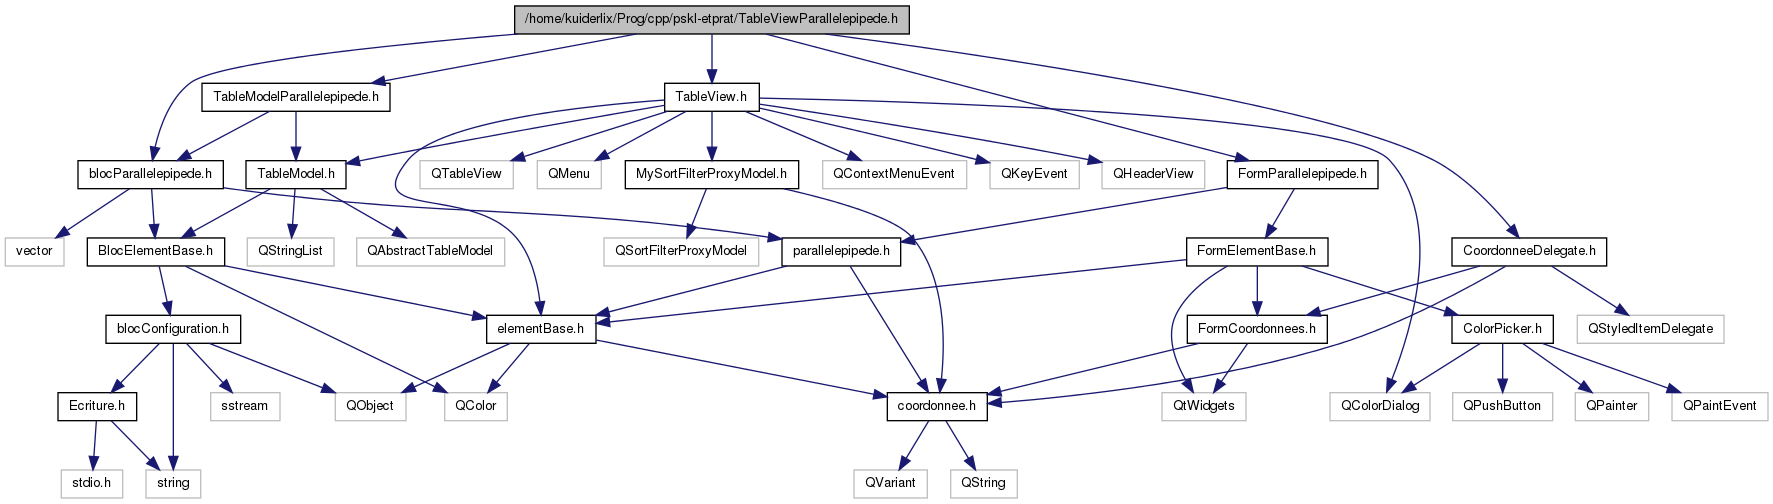 /home/kuiderlix/Prog/cpp/pskl-etprat/TableViewParallelepipede.h
TableModelParallelepipede.h
TableView.h
blocParallelepipede.h
TableModel.h
QTableView
QMenu
MySortFilterProxyModel.h
QContextMenuEvent
QKeyEvent
QHeaderView
FormParallelepipede.h
vector
BlocElementBase.h
QStringList
QAbstractTableModel
QSortFilterProxyModel
parallelepipede.h
FormElementBase.h
CoordonneeDelegate.h
blocConfiguration.h
elementBase.h
FormCoordonnees.h
ColorPicker.h
QStyledItemDelegate
Ecriture.h
sstream
QObject
QColor
coordonnee.h
QtWidgets
QColorDialog
QPushButton
QPainter
QPaintEvent
stdio.h
string
QVariant
QString